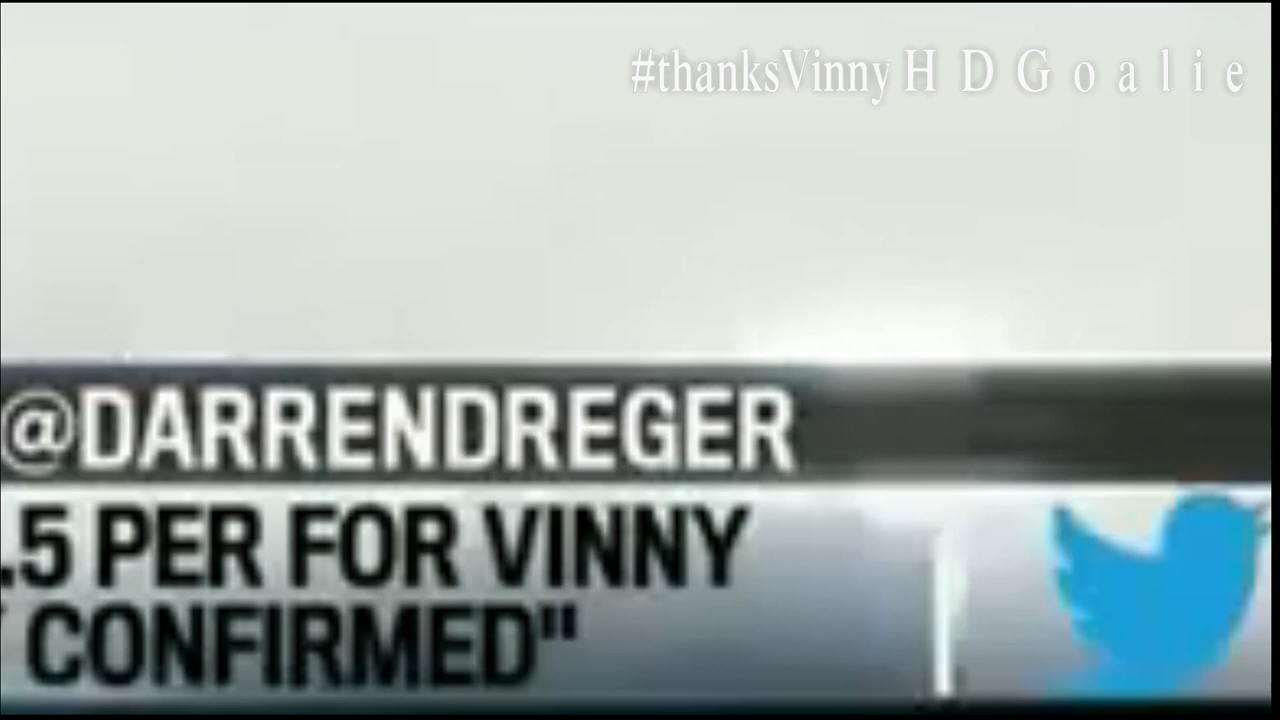 #thanksVinny H D G o a l i e
@DARRENDREGER
.5 PER FOR VINNY
CONFIRMED"